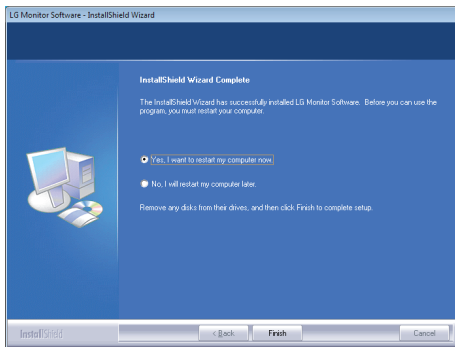 LG Monitor Software - InstallShield Wizard
InstallShield Wizard Complete
The InstallShield Wizard has successfully installed LG Monitor Software. Before you can use the
program, you must restart your computer.
Yes, I want to restart my computer now.
No, I will restart my computer later.
Remove any disks from their drives, and then click Finish to complete setup.
InstallShield
< Back Finish Cancel